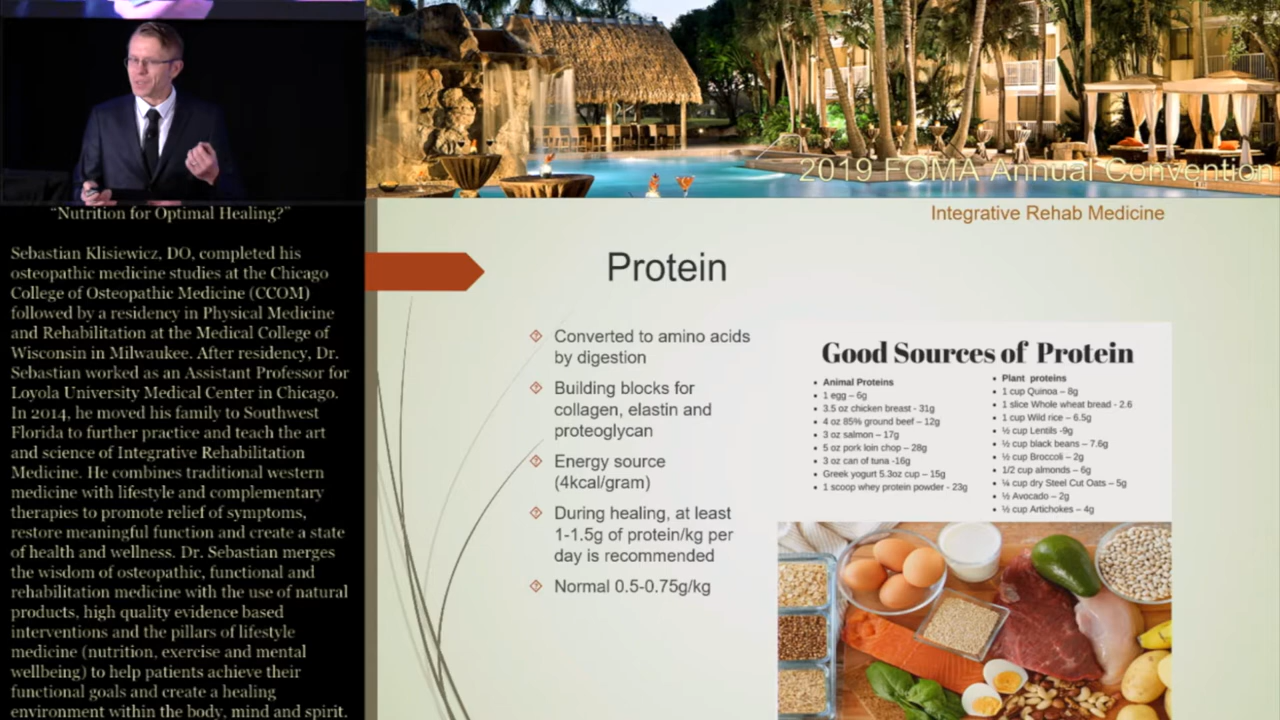 2019 FOMA Annual Convention
"Nutrition for Optimal Healing?"
Sebastian Klisiewicz, DO, completed his
osteopathic medicine studies at the Chicago
College of Osteopathic Medicine (CCOM)
followed by a residency in Physical Medicine
and Rehabilitation at the Medical College of
Wisconsin in Milwaukee. After residency, Dr.
Sebastian worked as an Assistant Professor for
Loyola University Medical Center in Chicago.
In 2014, he moved his family to Southwest
Florida to further practice and teach the art
and science of Integrative Rehabilitation
Medicine. He combines traditional western
medicine with lifestyle and complementary
therapies to promote relief of symptoms,
restore meaningful function and create a state
of health and wellness. Dr. Sebastian merges
the wisdom of osteopathic, functional and
rehabilitation medicine with the use of natural
products, high quality evidence based
interventions and the pillars of lifestyle
medicine (nutrition, exercise and mental
wellbeing) to help patients achieve their
functional goals and create a healing
environment within the body, mind and spirit.
Integrative Rehab Medicine
Protein
Converted to amino acids
by digestion
Building blocks for
collagen, elastin and
proteoglycan
Energy source
(4kcal/gram)
During healing, at least
1-1.5g of protein/kg per
day is recommended
Normal 0.5-0.75g/kg
Good Sources of Protein
Animal Proteins
1 egg – 6g
3.5 oz chicken breast - 31g
4 oz 85% ground beef – 12g
3 oz salmon – 17g
5 oz pork loin chop – 28g
3 oz can of tuna -16g
Greek yogurt 5.3oz cup – 15g
1 scoop whey protein powder - 23g
Plant proteins
1 cup Quinoa – 8g
1 slice Whole wheat bread - 2.6
1 cup Wild rice – 6.5g
½ cup Lentils -9g
½ cup black beans – 7.6g
½ cup Broccoli – 2g
1/2 cup almonds – 6g
¼ cup dry Steel Cut Oats – 5g
½ Avocado – 2g
½ cup Artichokes – 4g